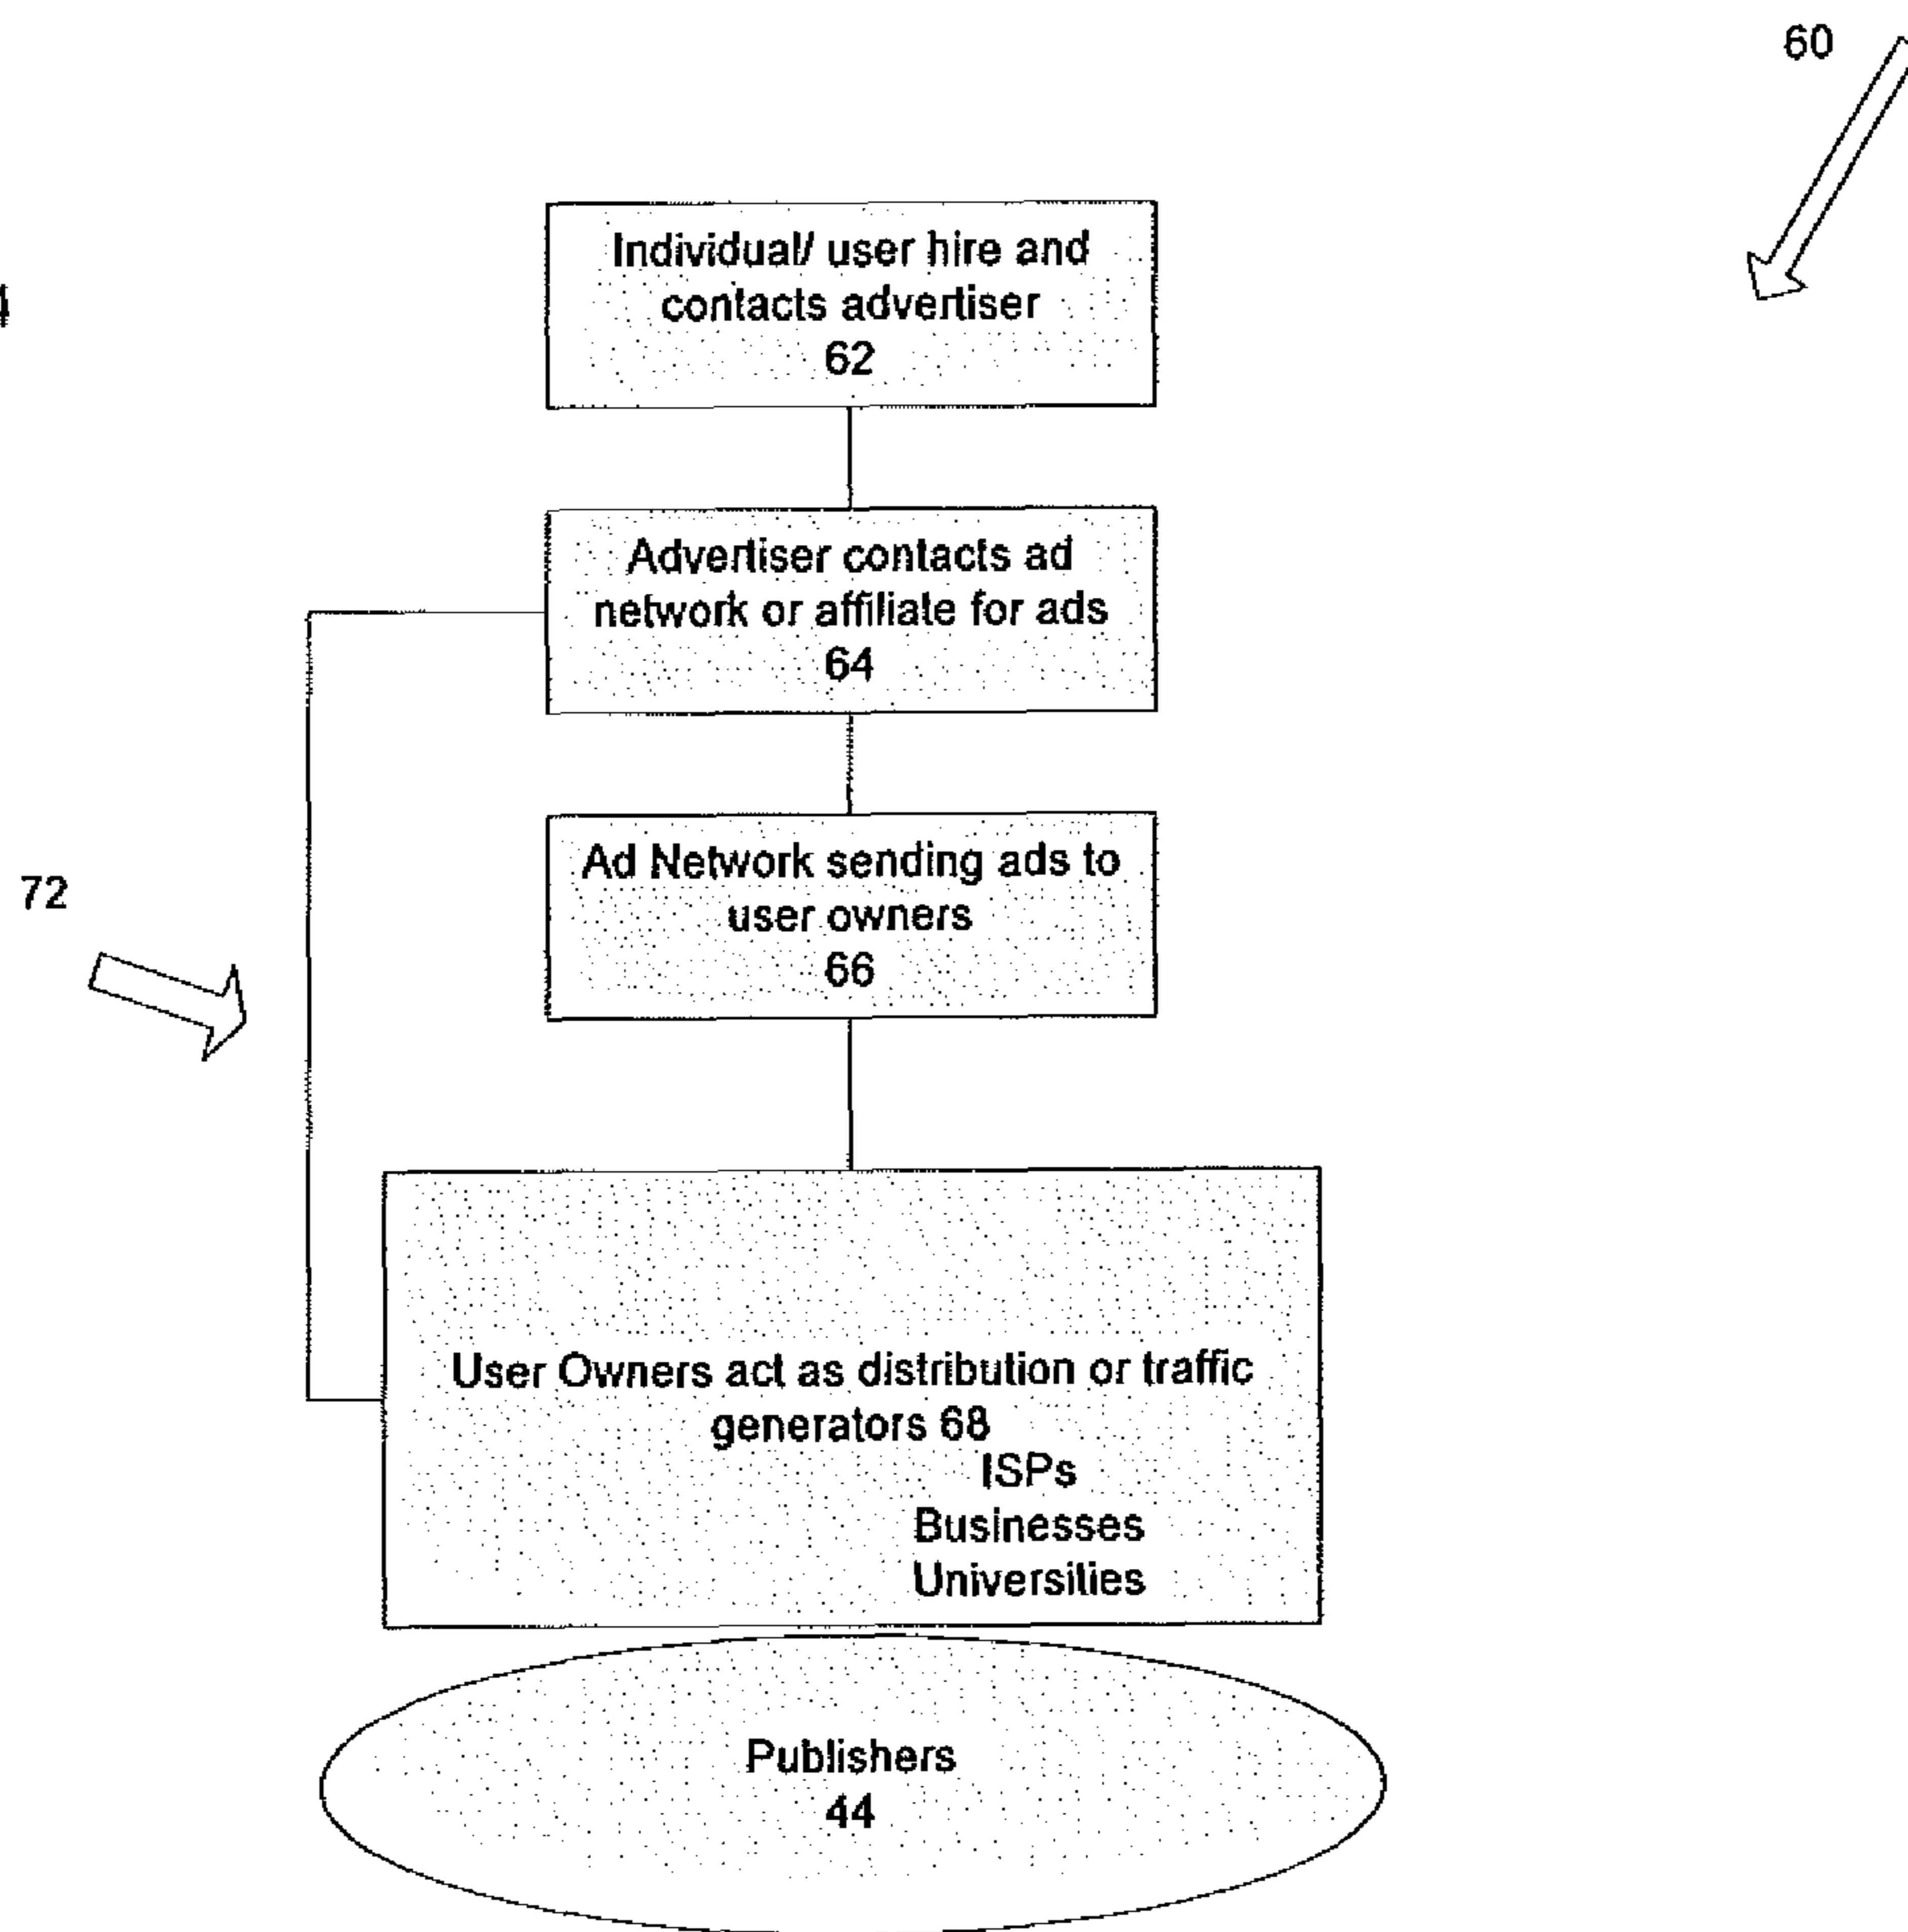 60
Individual/ user hire and
contacts advertiser
62
4
Advertiser contacts ad
network or affiliate for ads
64
Ad Network sending ads to
user owners
66
72
User Owners act as distribution or traffic
generators 68
ISPs
Businesses
Universities
Publishers
44